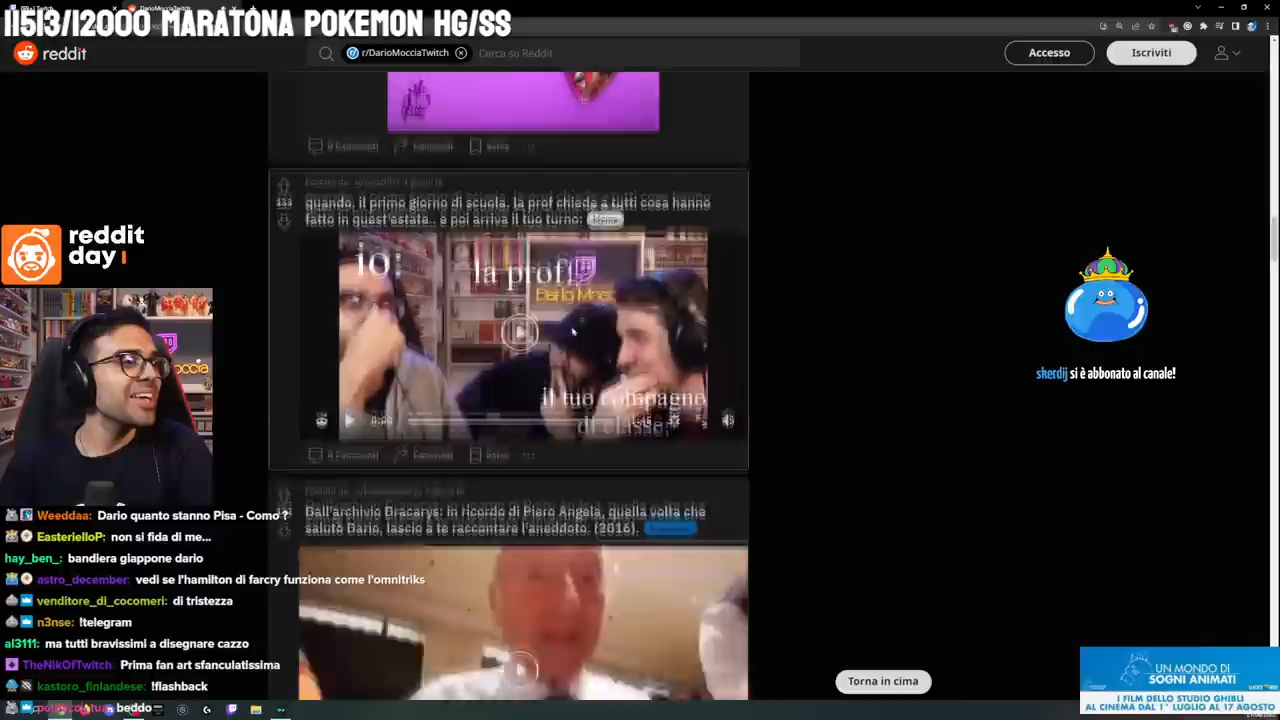 11513/12000 MARATONA POKEMON HG/SS
reddit
r/DarioMocciaTwitch
Cerca su Reddit
Accesso
Iscriviti
quando, il primo giorno di scuola, la prof chiede a tutti cosa hanno
fatto in quest'estate.. e poi arriva il tuo turno:
io:
la prof:
il tuo compagno
di classe:
reddit
day
skerdij si è abbonato al canale!
Dall'archivio Dracarys: in ricordo di Piero Angela, quella volta che
salutò Dario, lascio a te raccontare l'aneddoto. (2016).
Weeddaa: Dario quanto stanno Pisa - Como ?
EasterielloP: non si fida di me...
hay_ben_: bandiera giappone dario
astro_december: vedi se l'hamilton di farcry funziona come l'omnitriks
venditore_di_cocomeri: di tristezza
n3nse: !telegram
al3111: ma tutti bravissimi a disegnare cazzo
TheNikOfTwitch: Prima fan art sfanculatissima
kastoro_finlandese: !flashback
beddo
Torna in cima
UN MONDO DI
SOGNI ANIMATI
I FILM DELLO STUDIO GHIBLI
AL CINEMA DAL 1° LUGLIO AL 17 AGOSTO